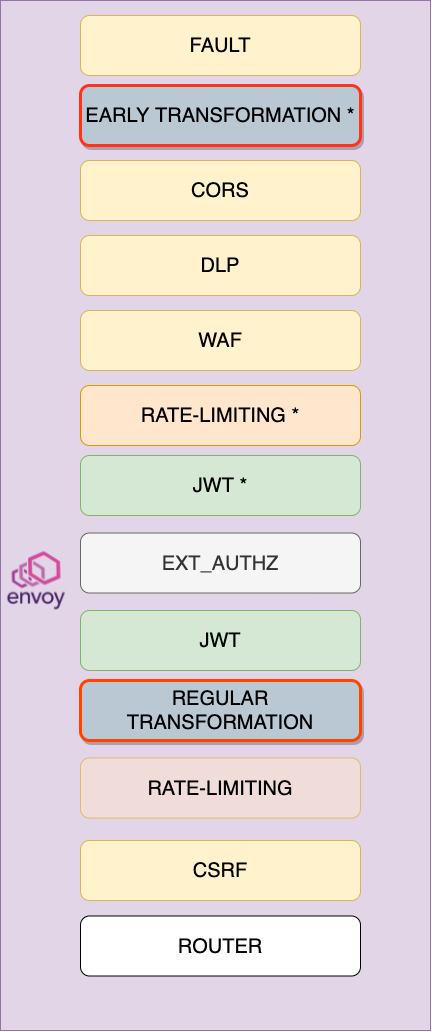 FAULT
EARLY TRANSFORMATION *
CORS
DLP
WAF
RATE-LIMITING *
JWT *
EXT_AUTHZ
envoy
JWT
REGULAR
TRANSFORMATION
RATE-LIMITING
CSRF
ROUTER